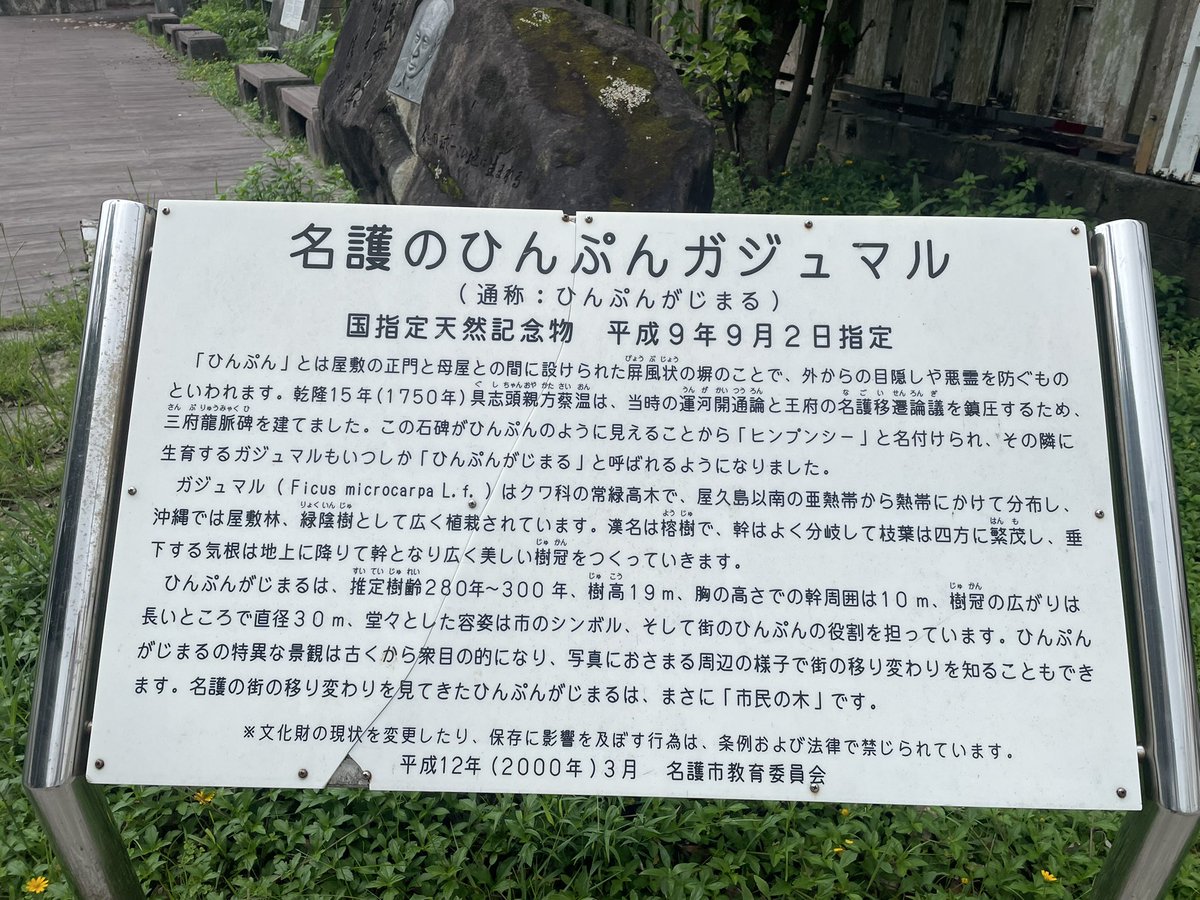 名護のひんぷんガジュマル
(通称:ひんぷんがじまる)
国指定天然記念物 平成9年9月2日指定
「ひんぷん」とは屋敷の正門と母屋との間に設けられた屏風状の塀のことで、外からの目隠しや悪霊を防ぐもの
といわれます。乾隆15年(1750年)具志頭親方蔡温は、当時の運河開通論と王府の名護移遷論議を鎮圧するため、
三府龍脈碑を建てました。この石碑がひんぷんのように見えることから「ヒンプンシー」と名付けられ、その隣に
生育するガジュマルもいつしか「ひんぷんがじまる」と呼ばれるようになりました。
ガジュマル(Ficus microcarpa L.f.)はクワ科の常緑高木で、屋久島以南の亜熱帯から熱帯にかけて分布し、
沖縄では屋敷林、緑陰樹として広く植栽されています。漢名は榕樹で、幹はよく分岐して枝葉は四方に繁茂し、垂
下する気根は地上に降りて幹となり広く美しい樹冠をつくっていきます。
ひんぷんがじまるは、推定樹齢280年～300年、樹高19m、胸の高さでの幹周囲は10m、樹冠の広がりは
長いところで直径30m、堂々とした容姿は市のシンボル、そして街のひんぷんの役割を担っています。ひんぷん
がじまるの特異な景観は古くから衆目の的になり、写真におさまる周辺の様子で街の移り変わりを知ることもでき
ます。名護の街の移り変わりを見てきたひんぷんがじまるは、まさに「市民の木」です。
※文化財の現状を変更したり、保存に影響を及ぼす行為は、条例および法律で禁じられています。
平成12年(2000年)3月 名護市教育委員会